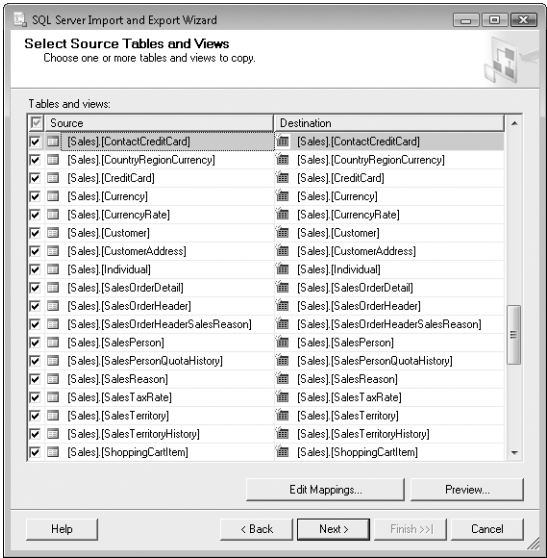 SQL Server Import and Export Wizard
Select Source Tables and Views
Choose one or more tables and views to copy.
Tables and views:
Source Destination
[Sales].[ContactCreditCard] [Sales].[ContactCreditCard]
[Sales].[CountryRegionCurrency] [Sales].[CountryRegionCurrency]
[Sales].[CreditCard] [Sales].[CreditCard]
[Sales].[Currency] [Sales].[Currency]
[Sales].[CurrencyRate] [Sales].[CurrencyRate]
[Sales].[Customer] [Sales].[Customer]
[Sales].[CustomerAddress] [Sales].[CustomerAddress]
[Sales].[Individual] [Sales].[Individual]
[Sales].[SalesOrderDetail] [Sales].[SalesOrderDetail]
[Sales].[SalesOrderHeader] [Sales].[SalesOrderHeader]
[Sales].[SalesOrderHeaderSalesReason] [Sales].[SalesOrderHeaderSalesReason]
[Sales].[SalesPerson] [Sales].[SalesPerson]
[Sales].[SalesPersonQuotaHistory] [Sales].[SalesPersonQuotaHistory]
[Sales].[SalesReason] [Sales].[SalesReason]
[Sales].[SalesTaxRate] [Sales].[SalesTaxRate]
[Sales].[SalesTerritory] [Sales].[SalesTerritory]
[Sales].[SalesTerritoryHistory] [Sales].[SalesTerritoryHistory]
[Sales].[ShoppingCartItem] [Sales].[ShoppingCartItem]
Edit Mappings... Preview...
Help < Back Next > Finish >>| Cancel